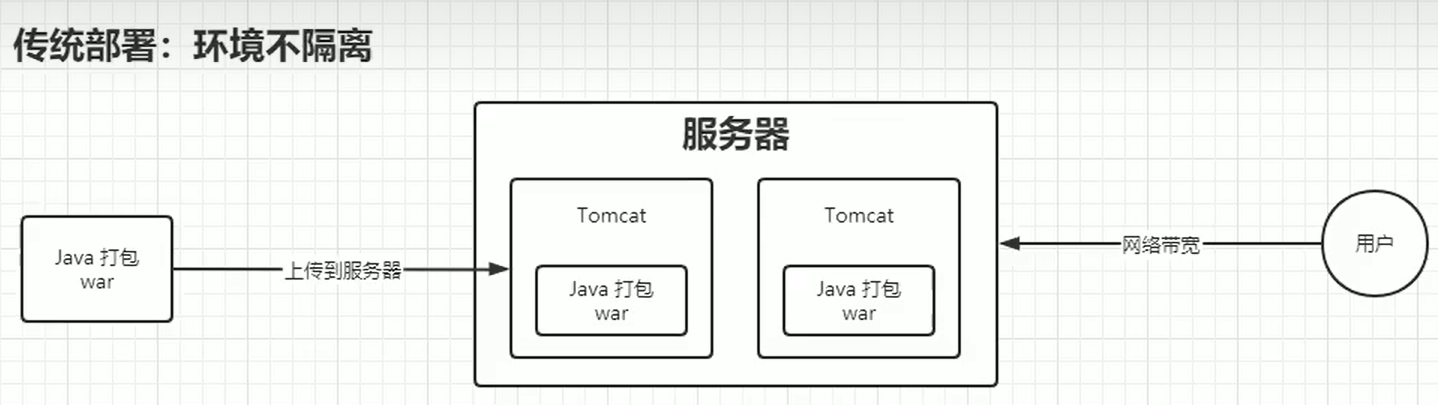 传统部署：环境不隔离
服务器
Tomcat
Tomcat
Java 打包
war
上传到服务器
Java 打包
war
Java 打包
war
网络带宽
用户